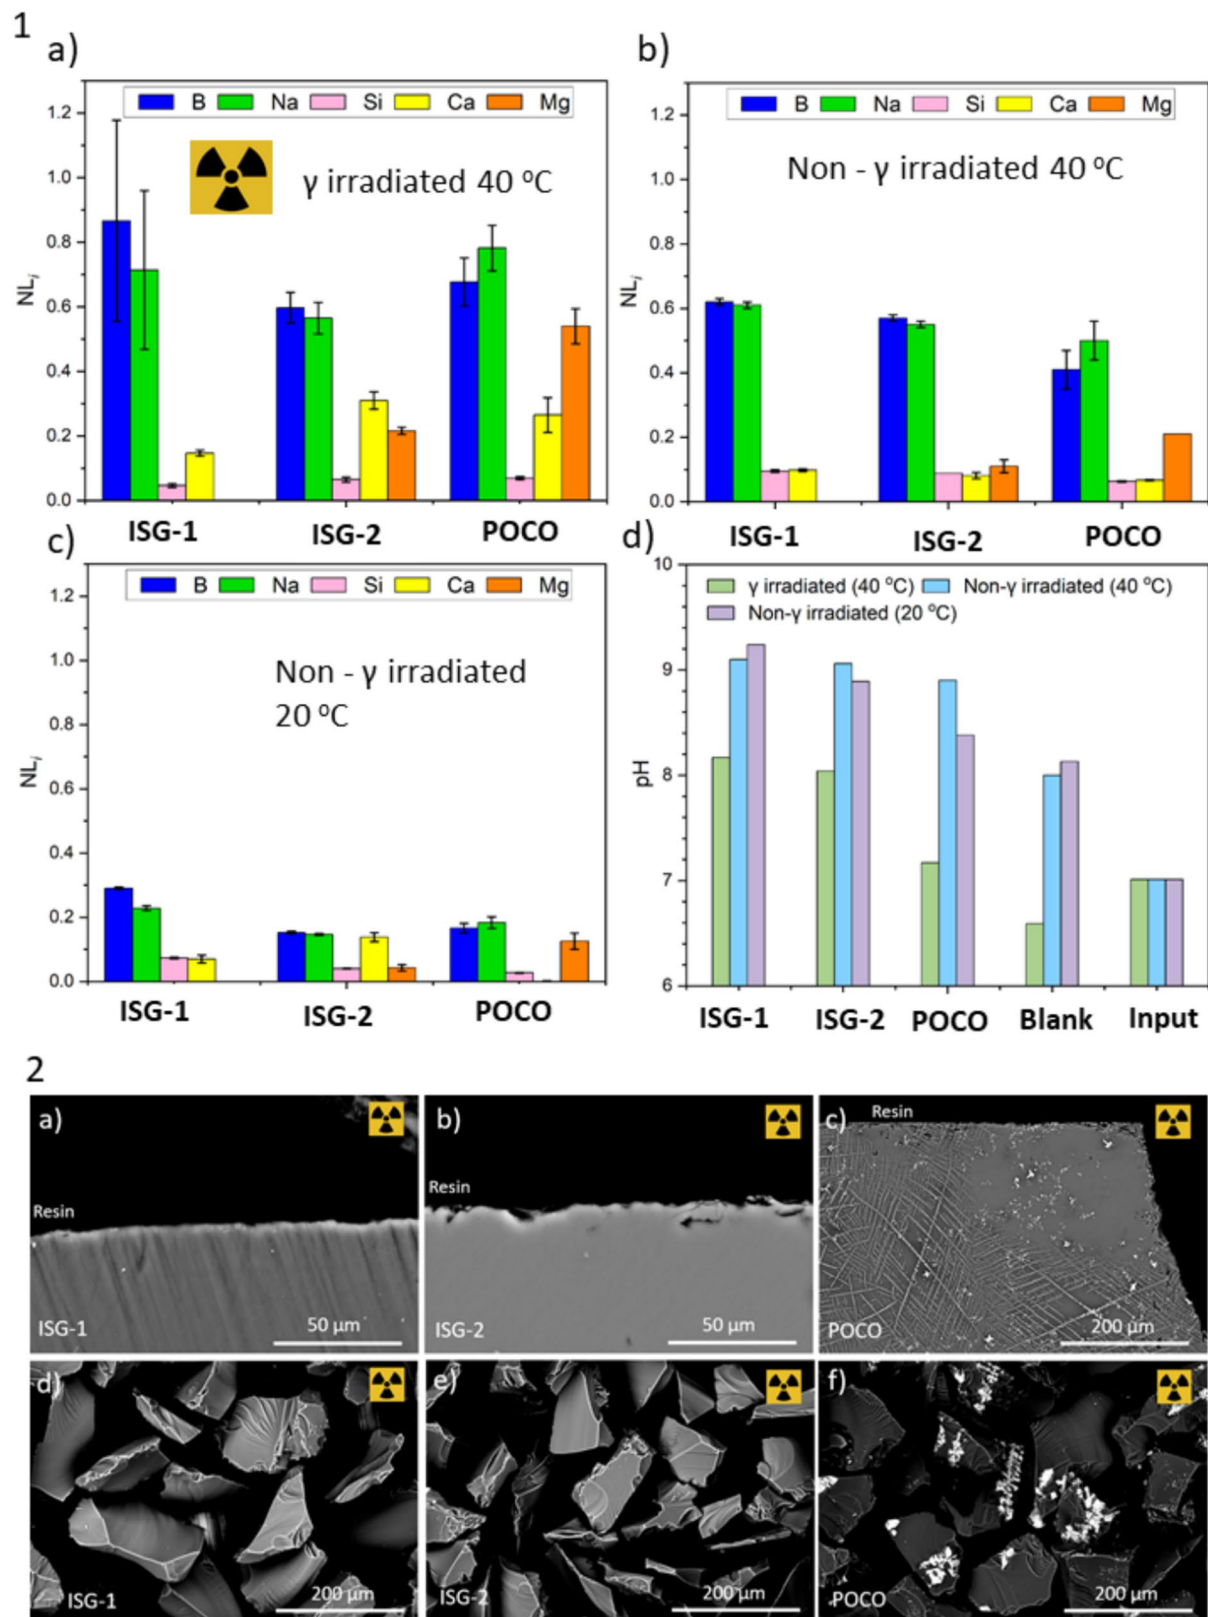 1
a)
B Na Si Ca Mg
1.2
1.0
0.8
0.6
0.4
0.2
0.0
NLi
γ irradiated 40 °C
ISG-1 ISG-2 POCO
b)
B Na Si Ca Mg
1.2
1.0
0.8
0.6
0.4
0.2
0.0
NLi
Non - γ irradiated 40 °C
ISG-1 ISG-2 POCO
c)
B Na Si Ca Mg
1.2
1.0
0.8
0.6
0.4
0.2
0.0
NLi
Non - γ irradiated
20 °C
ISG-1 ISG-2 POCO
d)
γ irradiated (40 °C) Non-γ irradiated (40 °C)
Non-γ irradiated (20 °C)
10
9
8
7
6
pH
ISG-1 ISG-2 POCO Blank Input
2
a)
Resin
ISG-1
50 μm
b)
Resin
ISG-2
50 μm
c)
Resin
POCO
200 μm
d)
ISG-1
200 μm
e)
ISG-2
200 μm
f)
POCO
200 μm